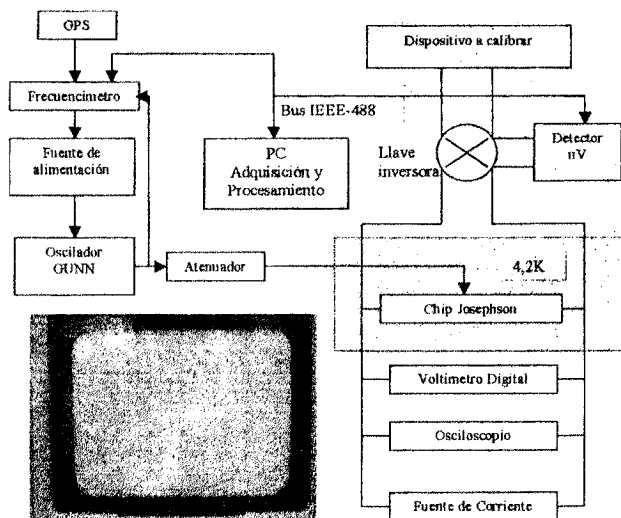 GPS
Dispositivo a calibrar
Frecuencimetro
Bus IEEE-488
Fuente de
alimentación
PC
Adquisición y
Procesamiento
Llave
inversora
Detector
nV
Oscilador
GUNN
Atenuador
4,2K
Chip Josephson
Voltímetro Digital
Osciloscopio
Fuente de Corriente